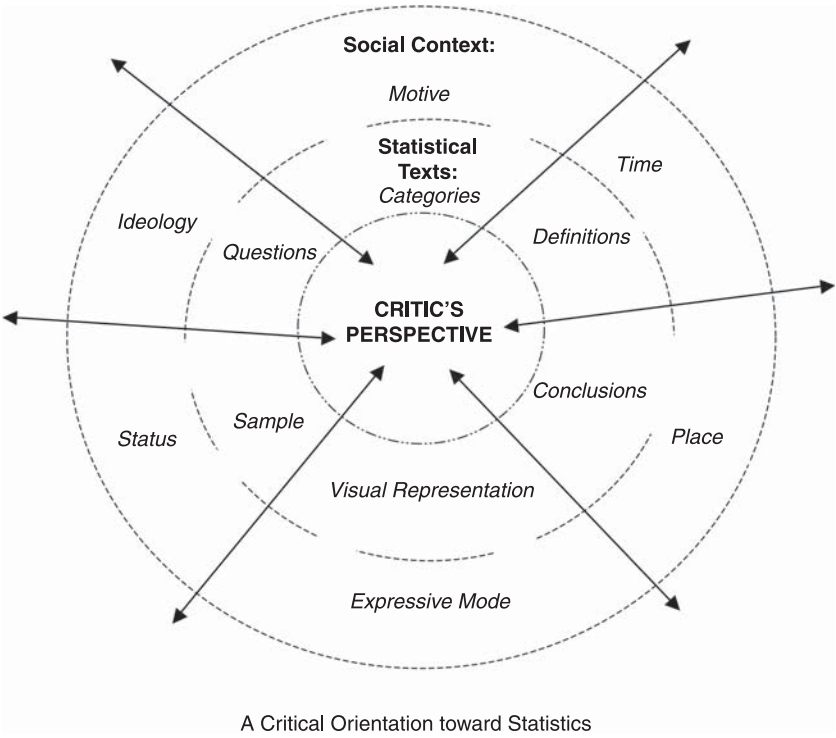 Social Context:
Motive
Statistical
Texts:
Categories
Time
Ideology
Questions
Definitions
CRITIC'S
PERSPECTIVE
Conclusions
Sample
Status
Place
Visual Representation
Expressive Mode
A Critical Orientation toward Statistics